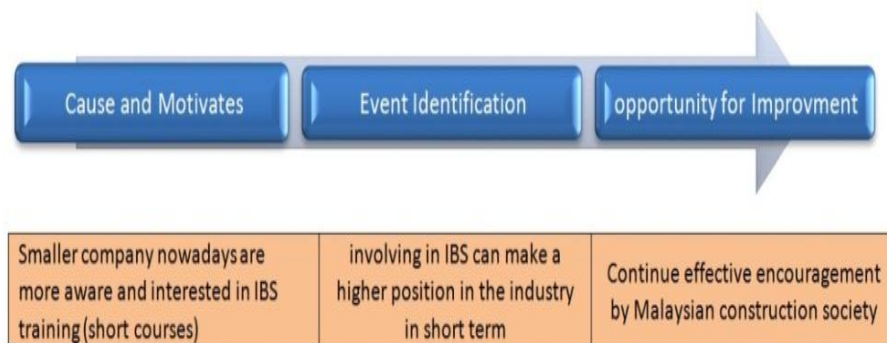 Cause and Motivates
Event Identification
opportunity for Improvment
Smaller company nowadays are
more aware and interested in IBS
training (short courses)
involving in IBS can make a
higher position in the industry
in short term
Continue effective encouragement
by Malaysian construction society